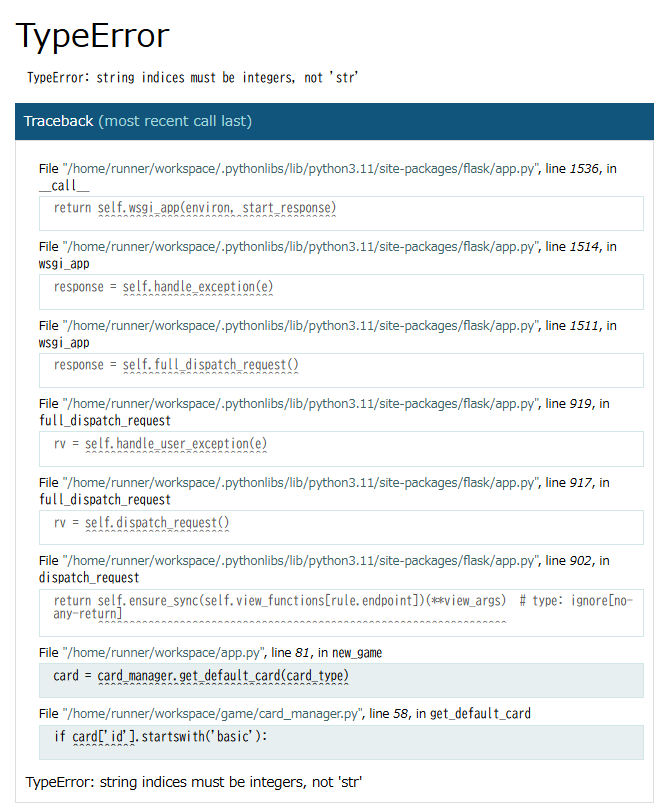 TypeError
TypeError: string indices must be integers, not 'str'
Traceback (most recent call last)
File "/home/runner/workspace/.pythonlibs/lib/python3.11/site-packages/flask/app.py", line 1536, in
__call__
return self.wsgi_app(environ, start_response)
File "/home/runner/workspace/.pythonlibs/lib/python3.11/site-packages/flask/app.py", line 1514, in
wsgi_app
response = self.handle_exception(e)
File "/home/runner/workspace/.pythonlibs/lib/python3.11/site-packages/flask/app.py", line 1511, in
wsgi_app
response = self.full_dispatch_request()
File "/home/runner/workspace/.pythonlibs/lib/python3.11/site-packages/flask/app.py", line 919, in
full_dispatch_request
rv = self.handle_user_exception(e)
File "/home/runner/workspace/.pythonlibs/lib/python3.11/site-packages/flask/app.py", line 917, in
full_dispatch_request
rv = self.dispatch_request()
File "/home/runner/workspace/.pythonlibs/lib/python3.11/site-packages/flask/app.py", line 902, in
dispatch_request
return self.ensure_sync(self.view_functions[rule.endpoint])(**view_args)  # type: ignore[no-
any-return]
File "/home/runner/workspace/app.py", line 81, in new_game
card = card_manager.get_default_card(card_type)
File "/home/runner/workspace/game/card_manager.py", line 58, in get_default_card
if card['id'].startswith('basic'):
TypeError: string indices must be integers, not 'str'